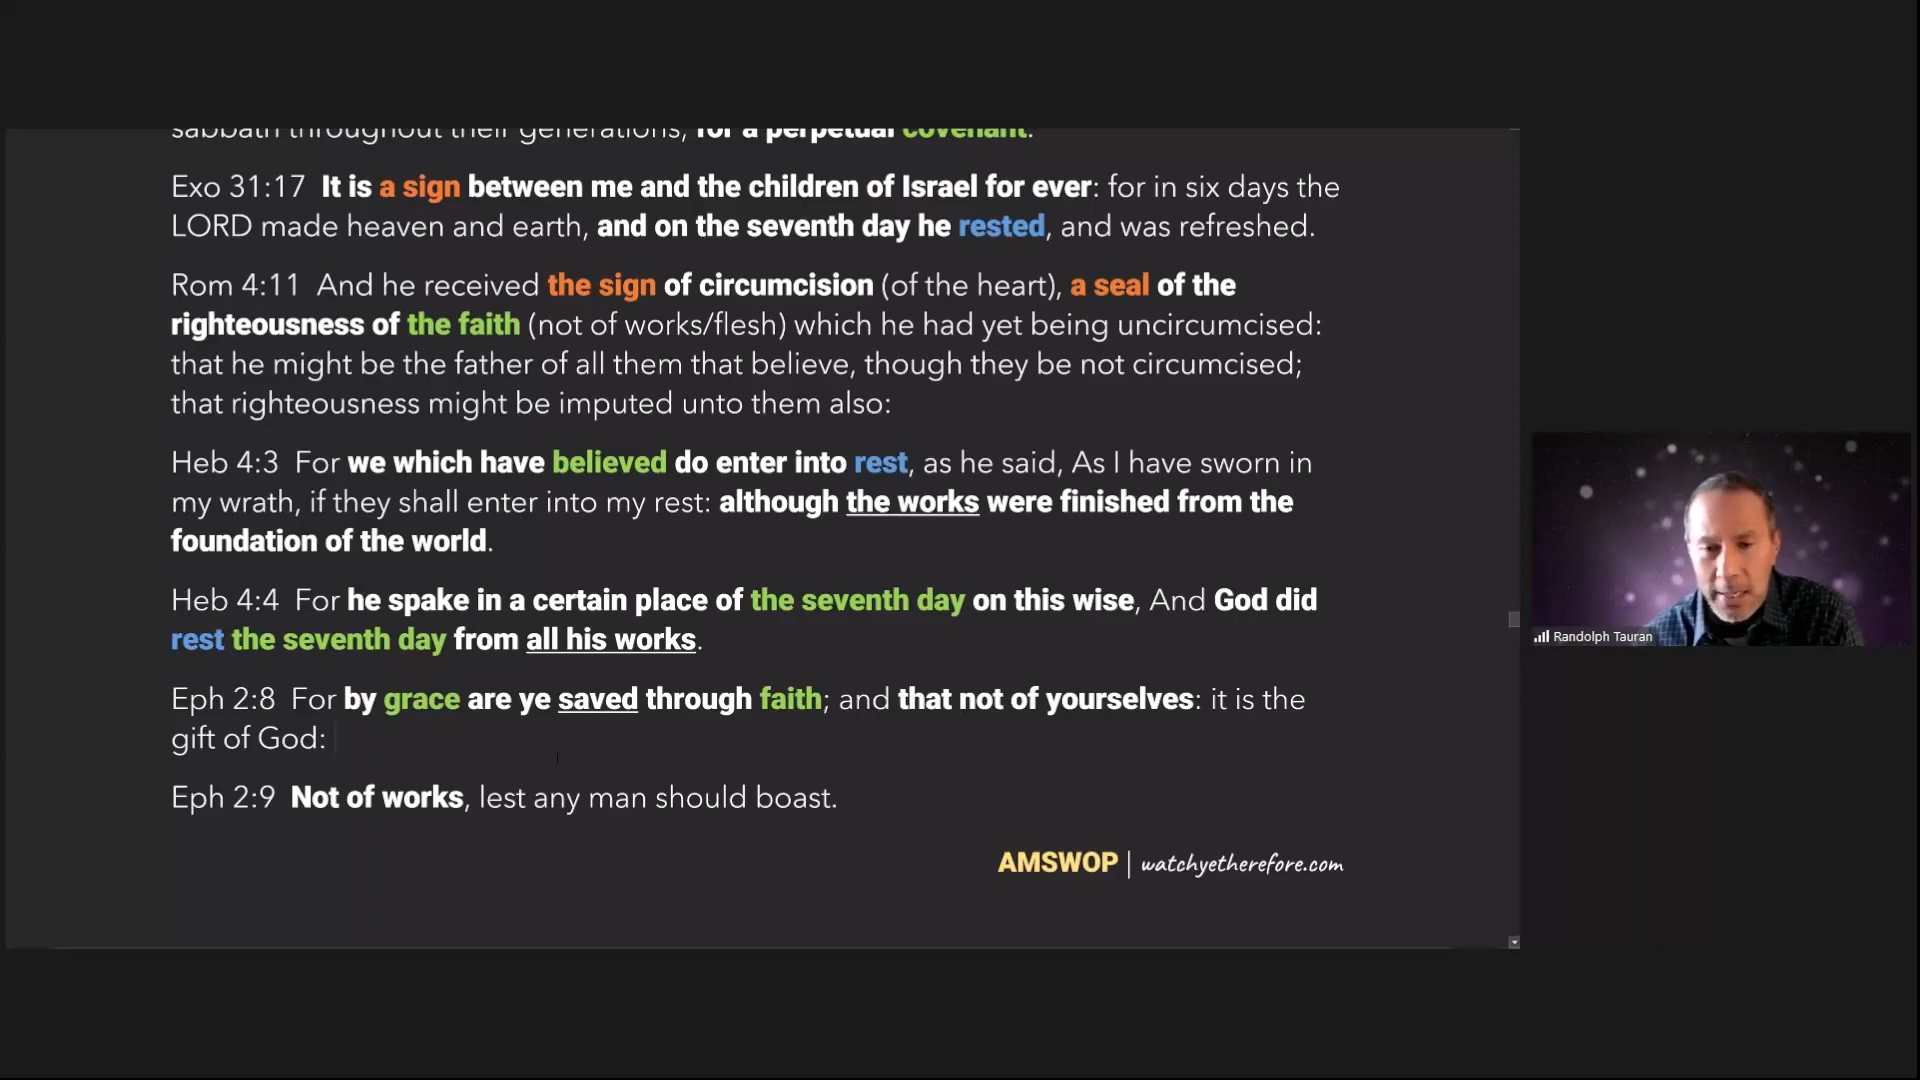 sabbath throughout their generations, for a perpetual covenant.
Exo 31:17 It is a sign between me and the children of Israel for ever: for in six days the
LORD made heaven and earth, and on the seventh day he rested, and was refreshed.
Rom 4:11 And he received the sign of circumcision (of the heart), a seal of the
righteousness of the faith (not of works/flesh) which he had yet being uncircumcised:
that he might be the father of all them that believe, though they be not circumcised;
that righteousness might be imputed unto them also:
Heb 4:3 For we which have believed do enter into rest, as he said, As I have sworn in
my wrath, if they shall enter into my rest: although the works were finished from the
foundation of the world.
Heb 4:4 For he spake in a certain place of the seventh day on this wise, And God did
rest the seventh day from all his works.
Eph 2:8 For by grace are ye saved through faith; and that not of yourselves: it is the
gift of God:
Eph 2:9 Not of works, lest any man should boast.
AMSWOP | watchyetherefore.com
Randolph Tauran